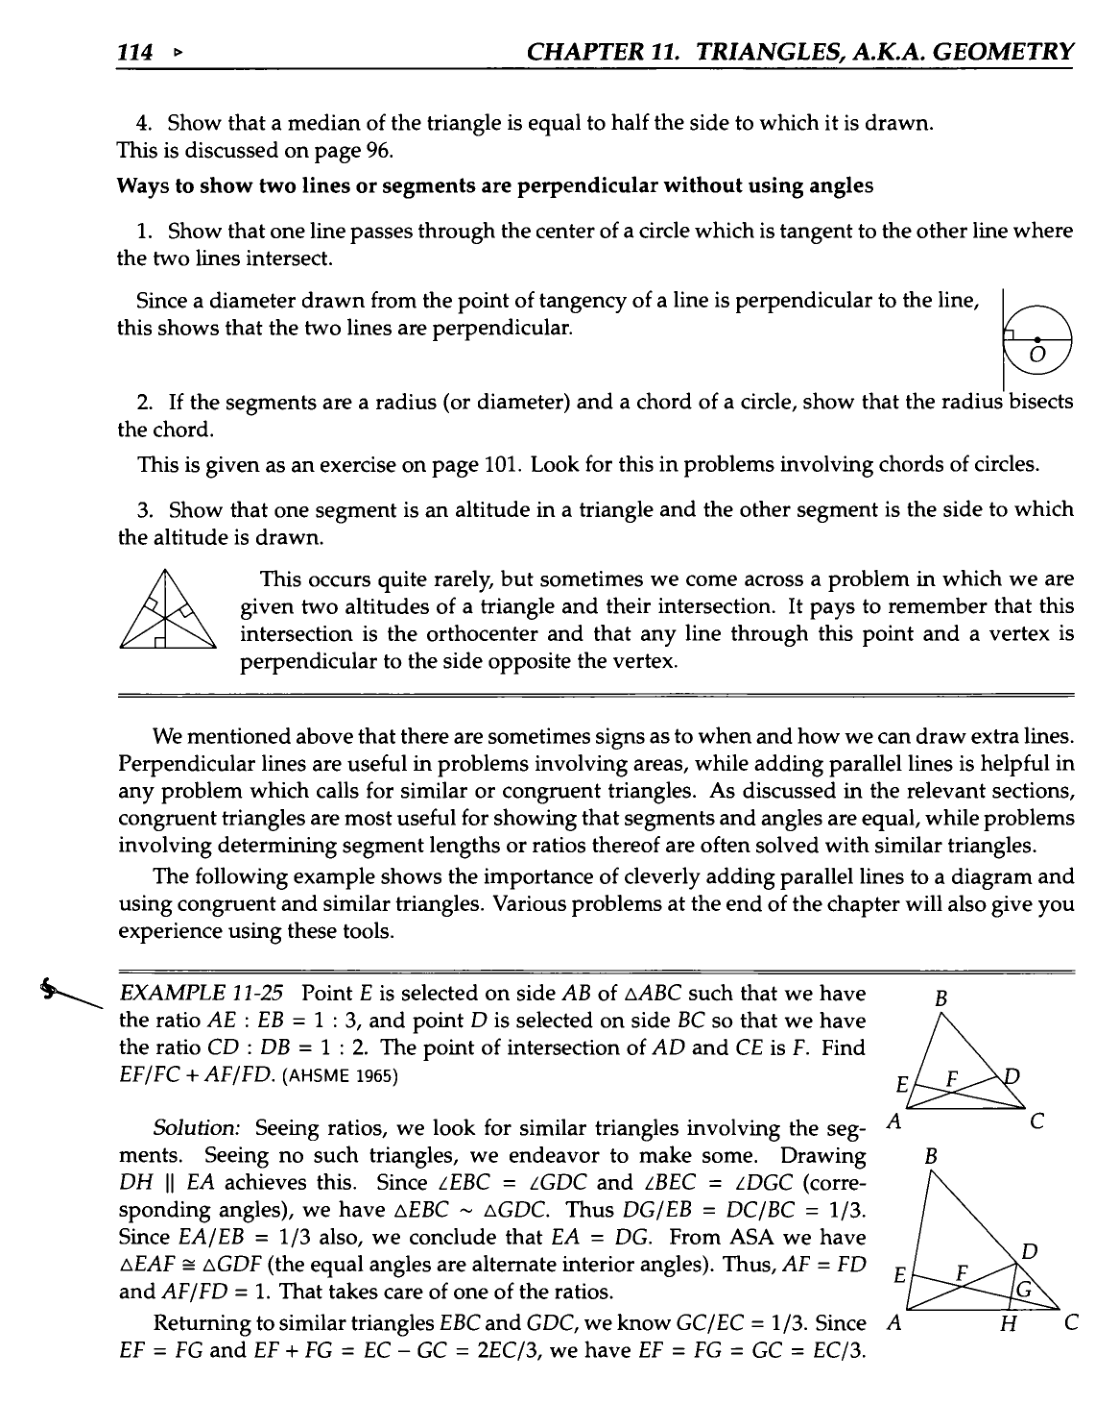 114 ▹ CHAPTER 11. TRIANGLES, A.K.A. GEOMETRY
4. Show that a median of the triangle is equal to half the side to which it is drawn.
This is discussed on page 96.
Ways to show two lines or segments are perpendicular without using angles
1. Show that one line passes through the center of a circle which is tangent to the other line where
the two lines intersect.
Since a diameter drawn from the point of tangency of a line is perpendicular to the line,
this shows that the two lines are perpendicular.
O
2. If the segments are a radius (or diameter) and a chord of a circle, show that the radius bisects
the chord.
This is given as an exercise on page 101. Look for this in problems involving chords of circles.
3. Show that one segment is an altitude in a triangle and the other segment is the side to which
the altitude is drawn.
This occurs quite rarely, but sometimes we come across a problem in which we are
given two altitudes of a triangle and their intersection. It pays to remember that this
intersection is the orthocenter and that any line through this point and a vertex is
perpendicular to the side opposite the vertex.
We mentioned above that there are sometimes signs as to when and how we can draw extra lines.
Perpendicular lines are useful in problems involving areas, while adding parallel lines is helpful in
any problem which calls for similar or congruent triangles. As discussed in the relevant sections,
congruent triangles are most useful for showing that segments and angles are equal, while problems
involving determining segment lengths or ratios thereof are often solved with similar triangles.
The following example shows the importance of cleverly adding parallel lines to a diagram and
using congruent and similar triangles. Various problems at the end of the chapter will also give you
experience using these tools.
EXAMPLE 11-25 Point E is selected on side AB of △ABC such that we have
the ratio AE : EB = 1 : 3, and point D is selected on side BC so that we have
the ratio CD : DB = 1 : 2. The point of intersection of AD and CE is F. Find
EF/FC + AF/FD. (AHSME 1965)
B
E F D
A C
Solution: Seeing ratios, we look for similar triangles involving the seg-
ments. Seeing no such triangles, we endeavor to make some. Drawing
DH || EA achieves this. Since ∠EBC = ∠GDC and ∠BEC = ∠DGC (corre-
sponding angles), we have △EBC ~ △GDC. Thus DG/EB = DC/BC = 1/3.
Since EA/EB = 1/3 also, we conclude that EA = DG. From ASA we have
△EAF ≅ △GDF (the equal angles are alternate interior angles). Thus, AF = FD
and AF/FD = 1. That takes care of one of the ratios.
Returning to similar triangles EBC and GDC, we know GC/EC = 1/3. Since
EF = FG and EF + FG = EC − GC = 2EC/3, we have EF = FG = GC = EC/3.
B
D
E F G
A H C